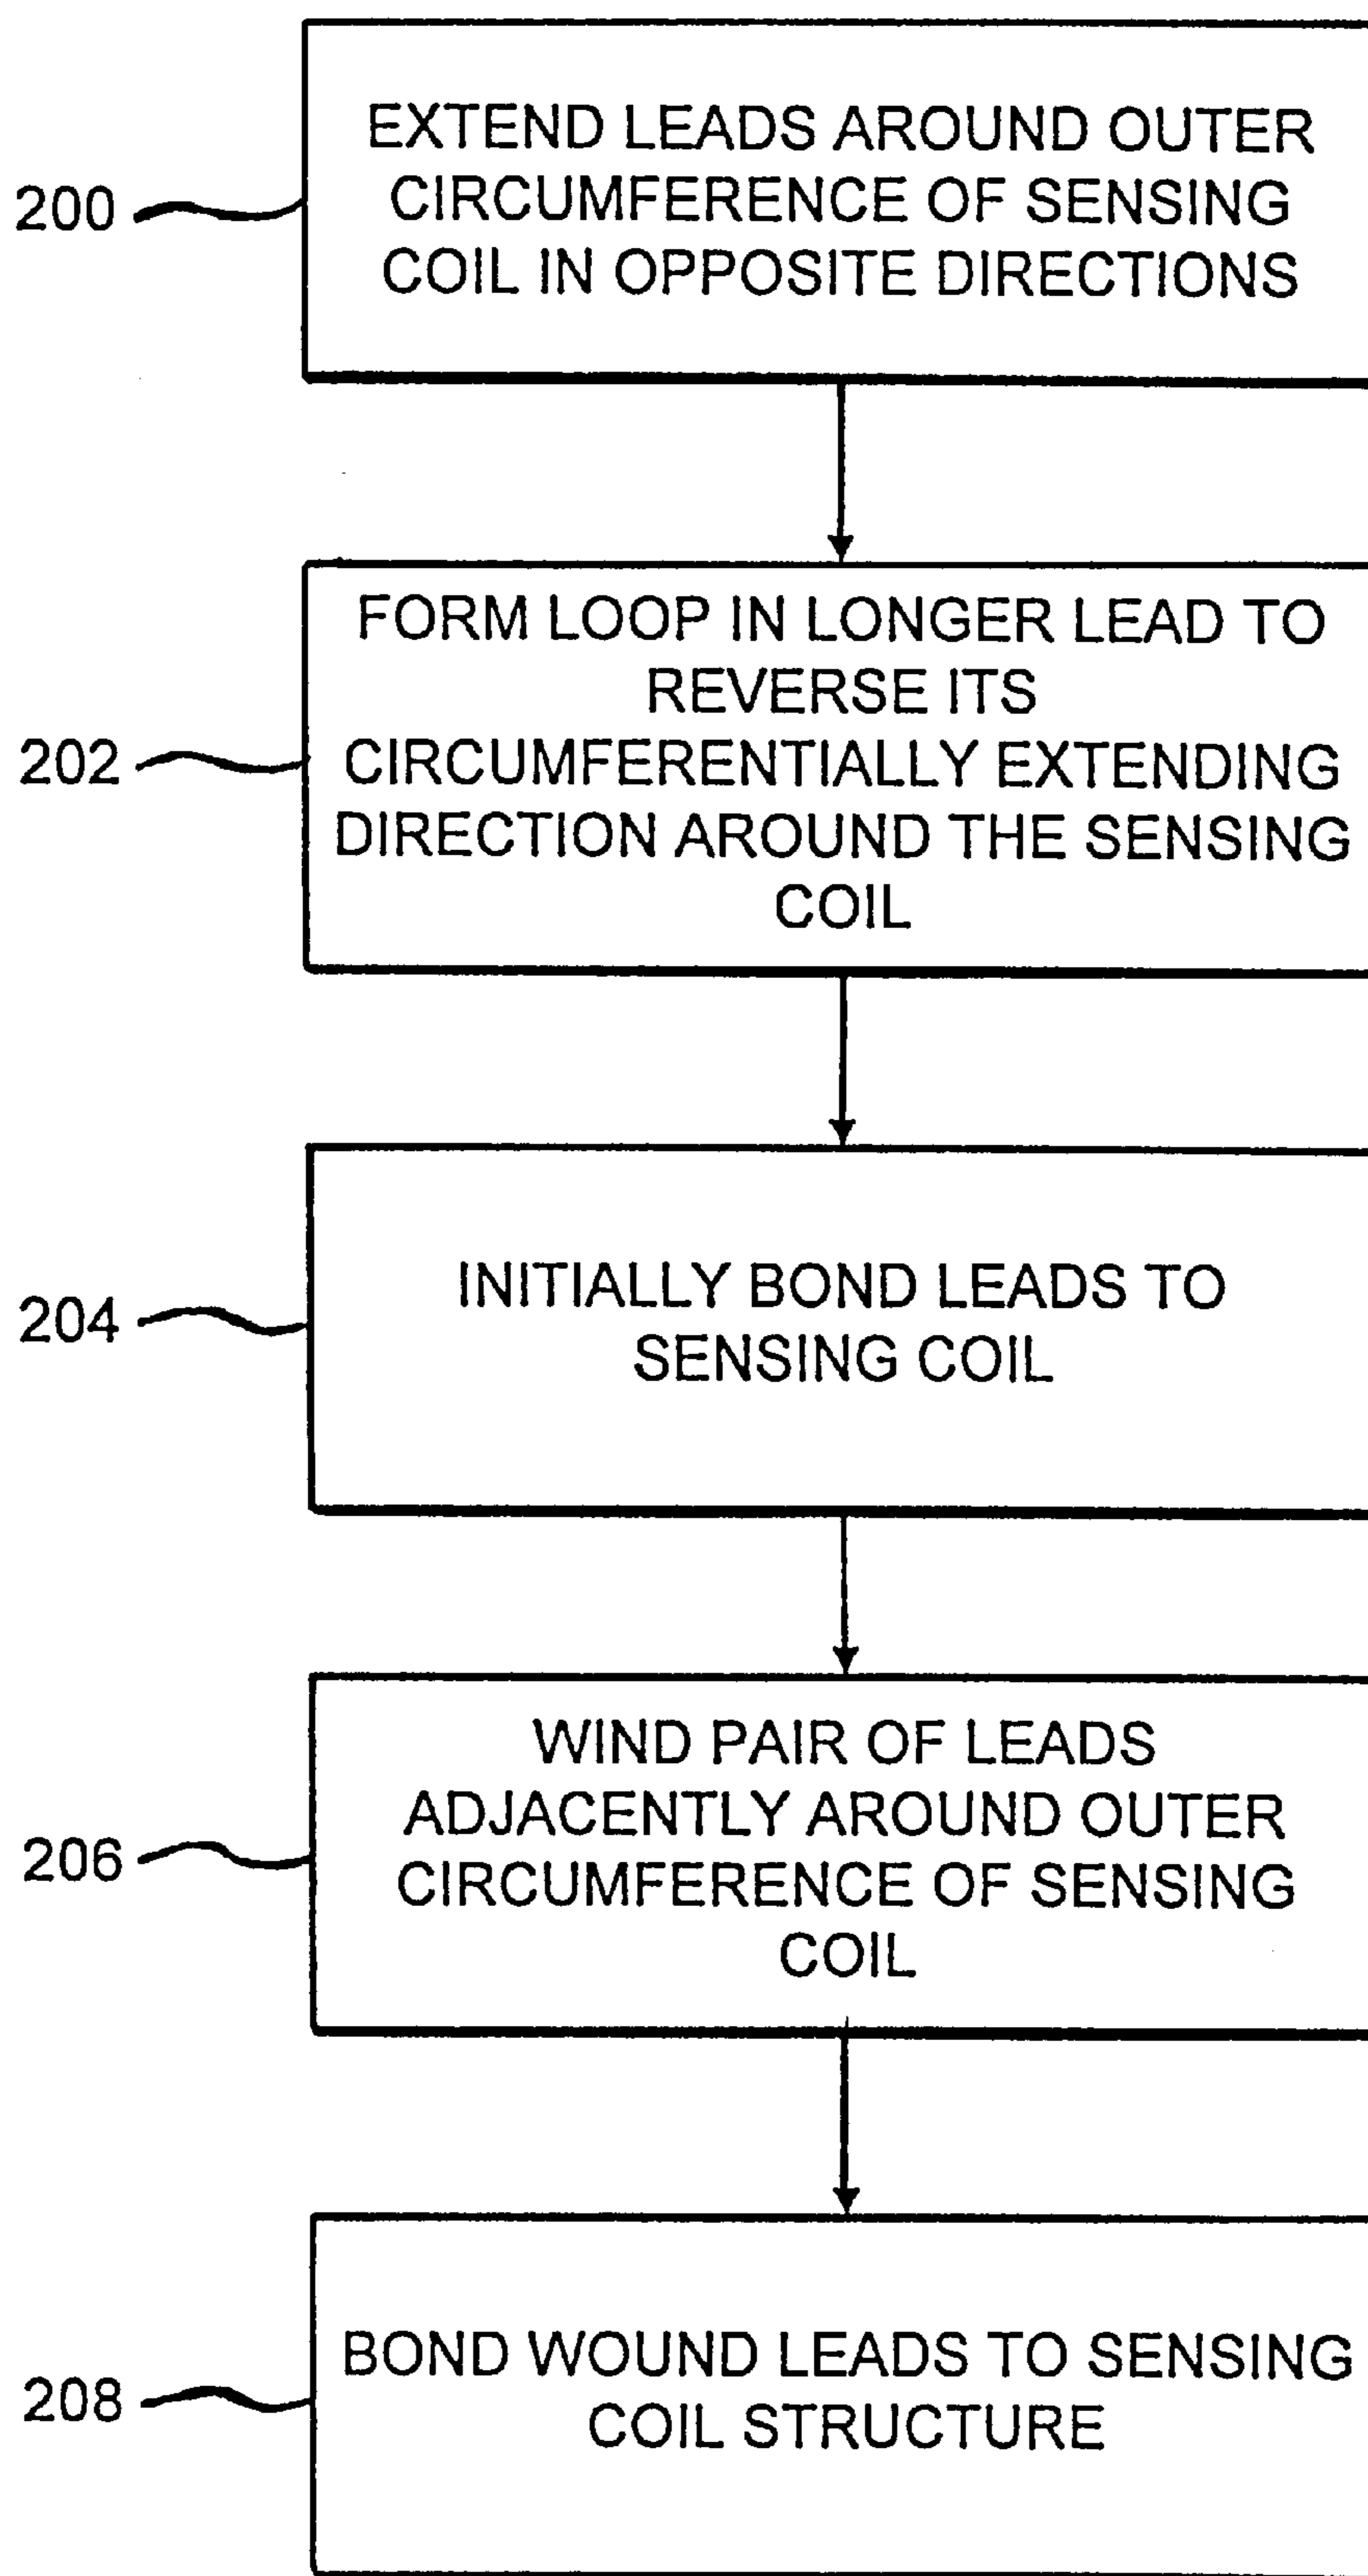 EXTEND LEADS AROUND OUTER
CIRCUMFERENCE OF SENSING
COIL IN OPPOSITE DIRECTIONS
200
FORM LOOP IN LONGER LEAD TO
REVERSE ITS
CIRCUMFERENTIALLY EXTENDING
DIRECTION AROUND THE SENSING
COIL
202
INITIALLY BOND LEADS TO
SENSING COIL
204
WIND PAIR OF LEADS
ADJACENTLY AROUND OUTER
CIRCUMFERENCE OF SENSING
COIL
206
BOND WOUND LEADS TO SENSING
COIL STRUCTURE
208